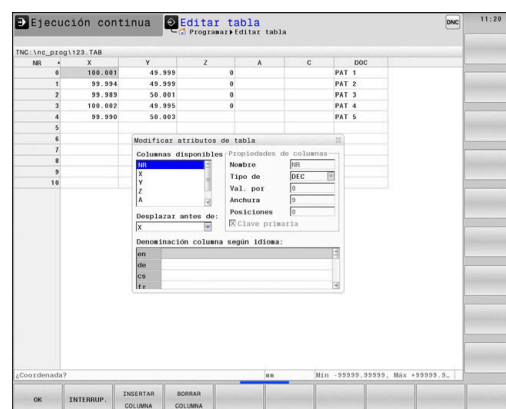 Ejecución continua
Editar tabla
Programar Editar tabla
DNC
11:20
TNC:\nc_prog\123.TAB
NR X Y Z A C DOC
0 100.001 49.999 0 PAT 1
1 99.994 49.999 0 PAT 2
2 99.989 50.001 0 PAT 3
3 100.002 49.995 0 PAT 4
4 99.990 50.003 PAT 5
5
6
7
8
9
10
Modificar atributos de tabla
Columnas disponibles
NR
X
Y
Z
A
Desplazar antes de:
X
Propiedades de columnas
Nombre NR
Tipo de DEC
Val. por 0
Anchura 9
Posiciones 0
Clave primaria
Denominación columna según idioma:
en
de
cs
fr
¿Coordenada? mm Mín -99999.99999, Máx +99999.9…
OK
INTERRUP.
INSERTAR COLUMNA
BORRAR COLUMNA